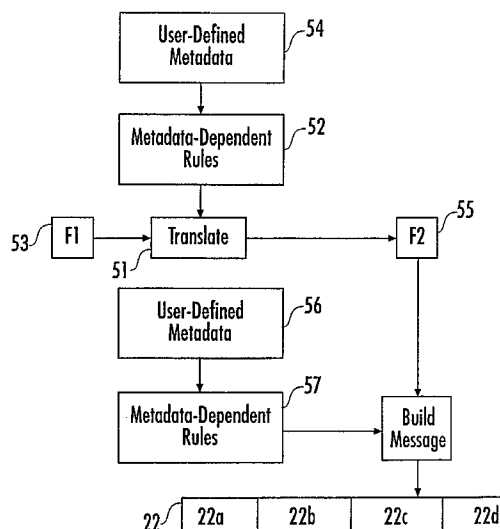 User-Defined
Metadata
54
Metadata-Dependent
Rules
52
53
F1
Translate
51
F2
55
User-Defined
Metadata
56
Metadata-Dependent
Rules
57
Build
Message
22
22a
22b
22c
22d